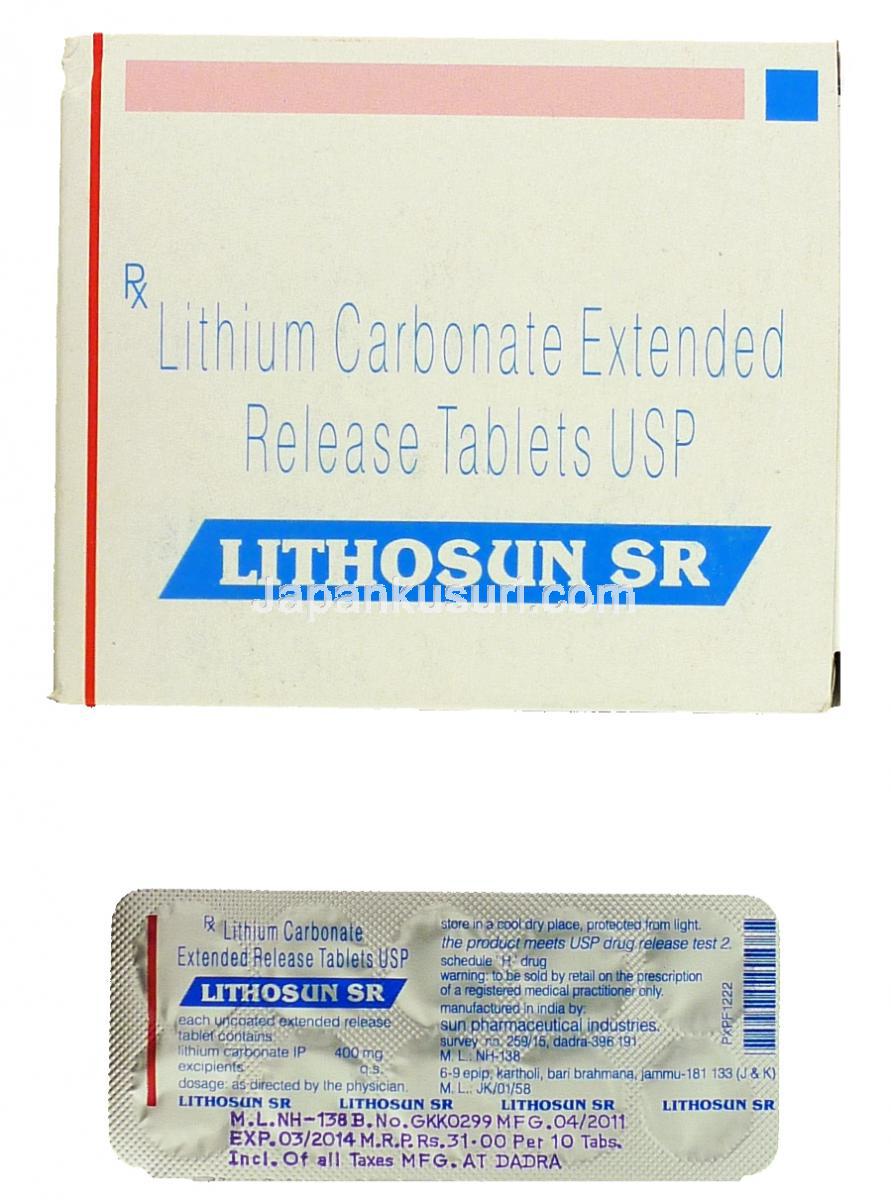 Rx
Lithium Carbonate Extended
Release Tablets USP
LITHOSUN SR
Japankusuri.com
Rx Lithium Carbonate
Extended Release Tablets USP
LITHOSUN SR
each uncoated extended release
tablet contains:
lithium carbonate IP 400 mg
excipients q.s.
dosage: as directed by the physician.
store in a cool dry place, protected from light.
the product meets USP drug release test 2.
schedule 'H' drug
warning: to be sold by retail on the prescription
of a registered medical practitioner only.
manufactured in india by:
sun pharmaceutical industries.
survey no. 259/15, dadra-396 191.
M. L.: NH-138
6-9 epip, kartholi, bari brahmana, jammu-181 133 (J & K)
M. L.: JK/01/58
PXPF1222
LITHOSUN SR LITHOSUN SR LITHOSUN SR LITHOSUN SR
M.L.NH-138 B.No.GKK0299 MFG.04/2011
EXP.03/2014 M.R.P.Rs.31.00 Per 10 Tabs.
Incl. Of all Taxes MFG. AT DADRA